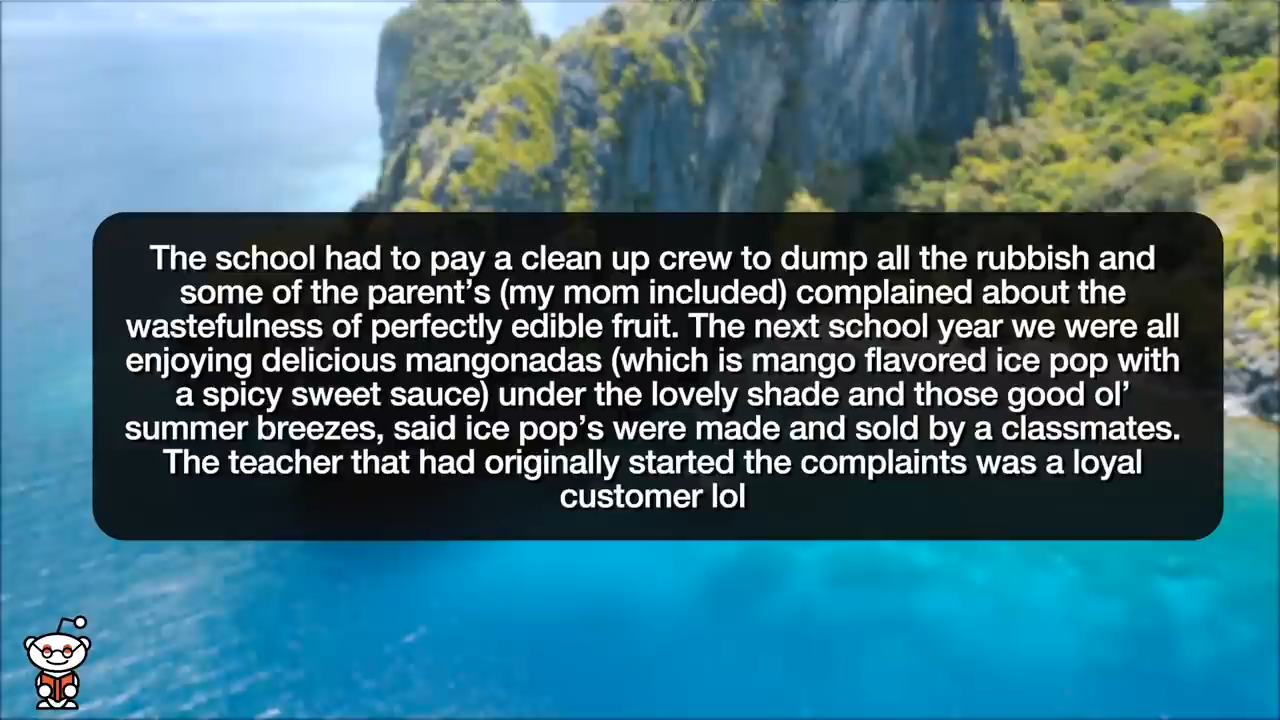 The school had to pay a clean up crew to dump all the rubbish and
some of the parent’s (my mom included) complained about the
wastefulness of perfectly edible fruit. The next school year we were all
enjoying delicious mangonadas (which is mango flavored ice pop with
a spicy sweet sauce) under the lovely shade and those good ol’
summer breezes, said ice pop’s were made and sold by a classmates.
The teacher that had originally started the complaints was a loyal
customer lol